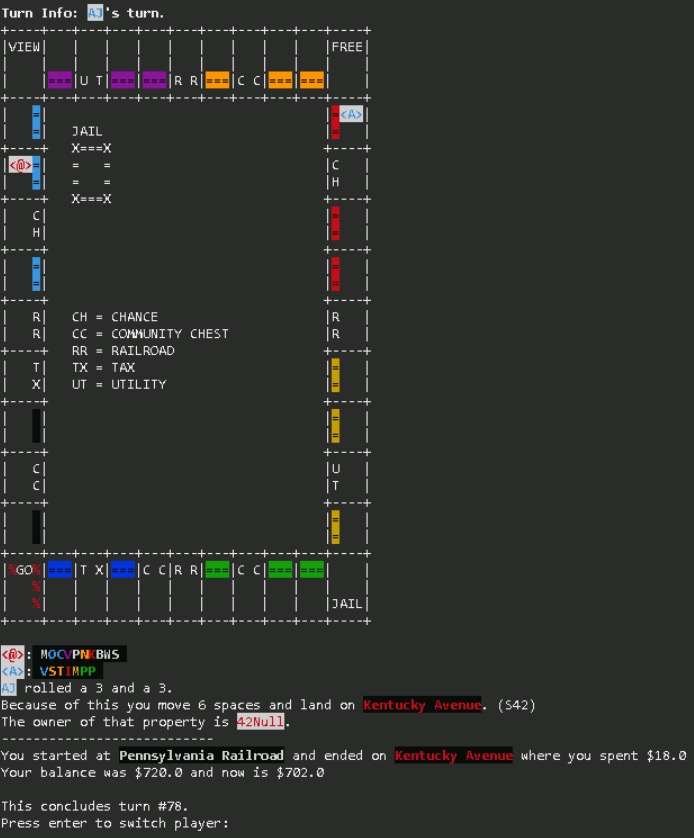 Turn Info: AJ's turn.
VIEW FREE
=== U T === === R R === C C === ===
<A>
JAIL
X===X
<@> = = C
H
X===X
C
H
R CH = CHANCE R
R CC = COMMUNITY CHEST R
RR = RAILROAD
T TX = TAX
X UT = UTILITY
C U
C T
%GO% === T X === C C R R === C C === ===
%
% JAIL
<@>: MOCVPNKBWS
<A>: VSTIMPP
AJ rolled a 3 and a 3.
Because of this you move 6 spaces and land on Kentucky Avenue. (S42)
The owner of that property is 42Null.
---------------------------
You started at Pennsylvania Railroad and ended on Kentucky Avenue where you spent $18.0
Your balance was $720.0 and now is $702.0
This concludes turn #78.
Press enter to switch player: